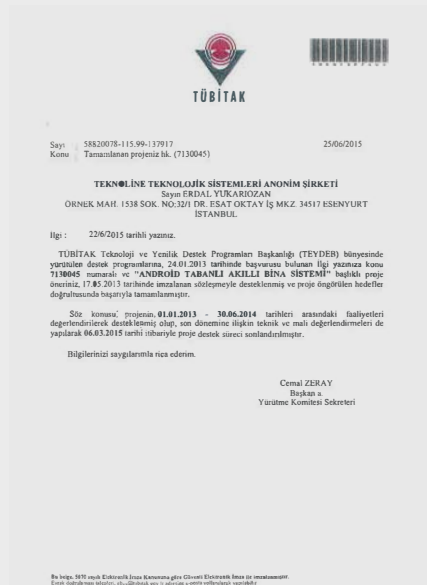 TÜBİTAK
Sayı 58820078-115.99-137917 25/06/2015
Konu Tamamlanan projeniz hk. (7130045)
TEKNOLİNE TEKNOLOJİK SİSTEMLERİ ANONİM ŞİRKETİ
Sayın ERDAL YUKARIOZAN
ÖRNEK MAH. 1538 SOK. NO:32/1 DR. ESAT OKTAY İŞ MKZ. 34517 ESENYURT
İSTANBUL
İlgi : 22/6/2015 tarihli yazınız.
TÜBİTAK Teknoloji ve Yenilik Destek Programları Başkanlığı (TEYDEB) bünyesinde
yürütülen destek programlarına, 24.01.2013 tarihinde başvurusu bulunan İlgi yazınıza konu
7130045 numaralı ve "ANDROİD TABANLI AKILLI BİNA SİSTEMİ" başlıklı proje
öneriniz, 17.05.2013 tarihinde imzalanan sözleşmeyle desteklenmiş ve proje öngörülen hedefler
doğrultusunda başarıyla tamamlanmıştır.
Söz konusu projenin, 01.01.2013 - 30.06.2014 tarihleri arasındaki faaliyetleri
değerlendirilerek desteklenmiş olup, son dönemine ilişkin teknik ve mali değerlendirmeleri de
yapılarak 06.03.2015 tarihi itibariyle proje destek süreci sonlandırılmıştır.
Bilgilerinizi saygılarımla rica ederim.
Cemal ZERAY
Başkan a.
Yürütme Komitesi Sekreteri
Bu belge, 5070 sayılı Elektronik İmza Kanununa göre Güvenli Elektronik İmza ile imzalanmıştır.